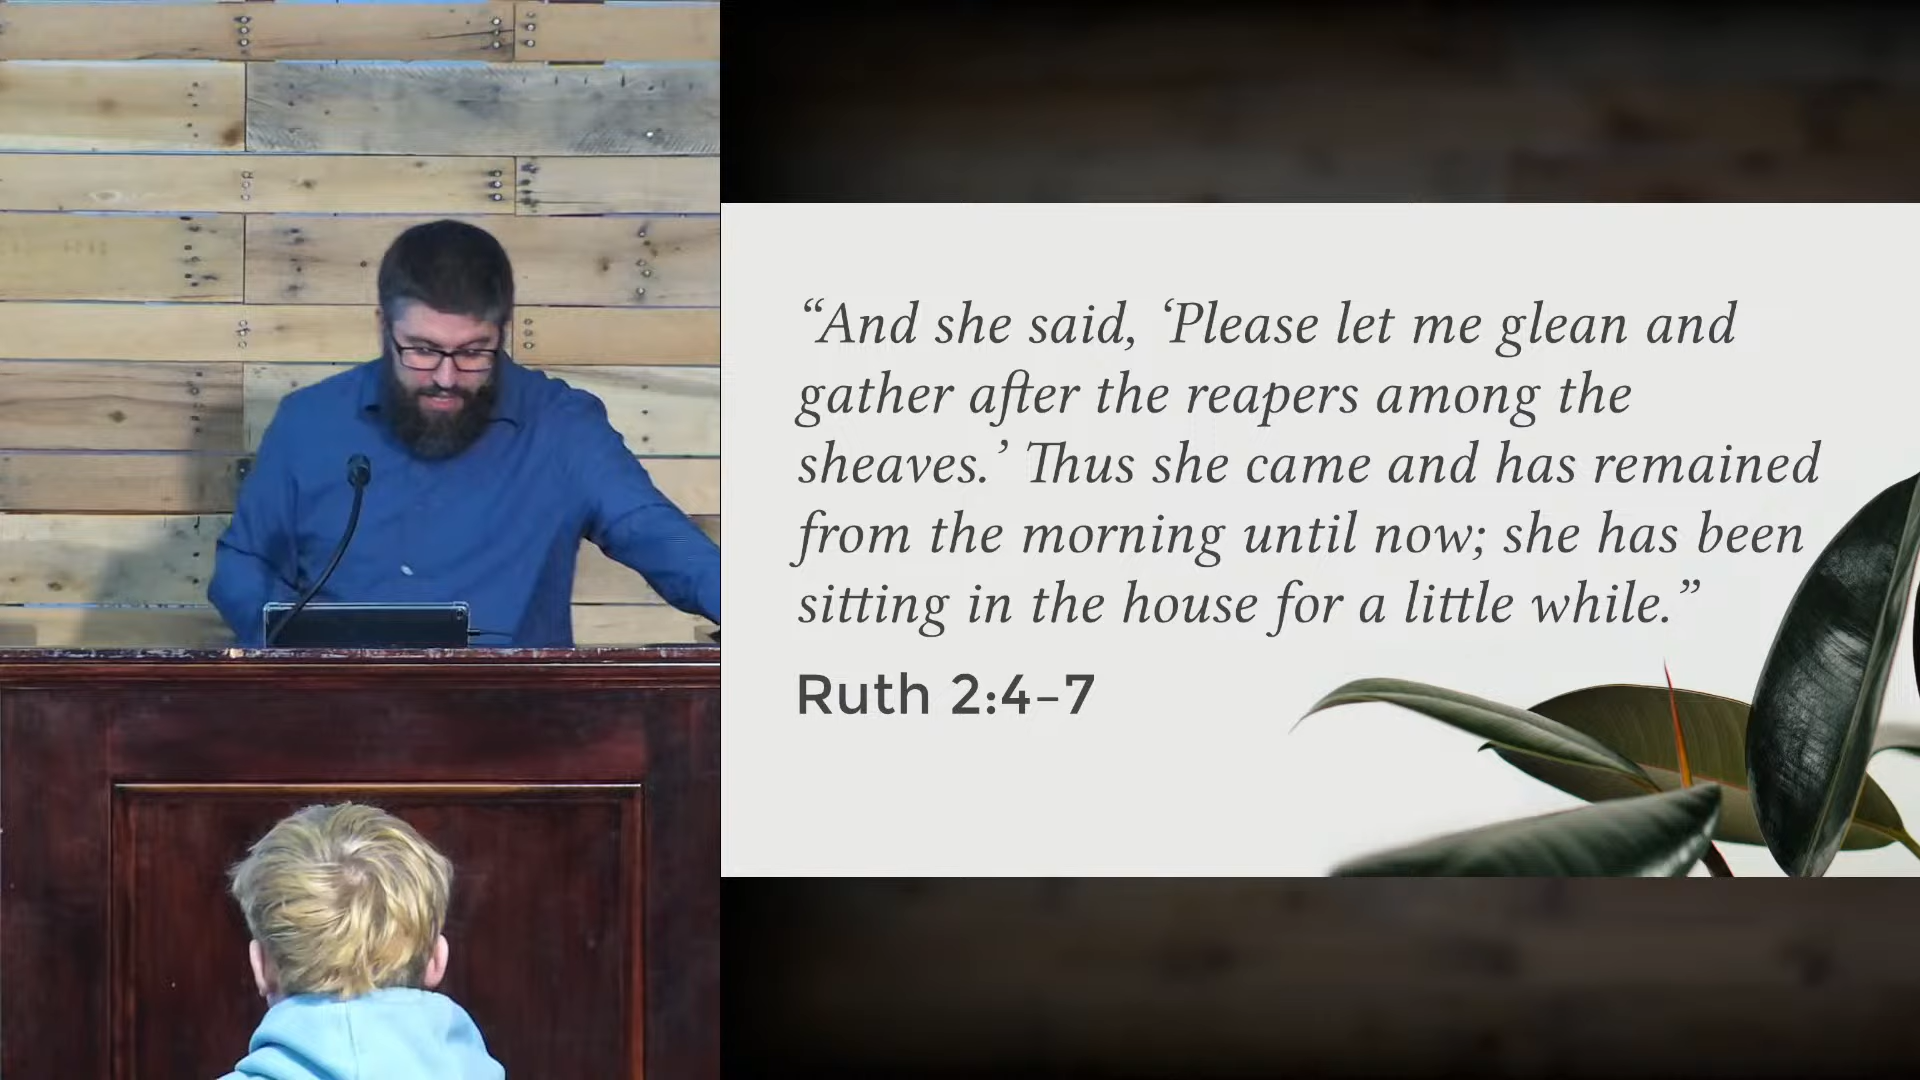 “And she said, ‘Please let me glean and
gather after the reapers among the
sheaves.’ Thus she came and has remained
from the morning until now; she has been
sitting in the house for a little while.”
Ruth 2:4–7